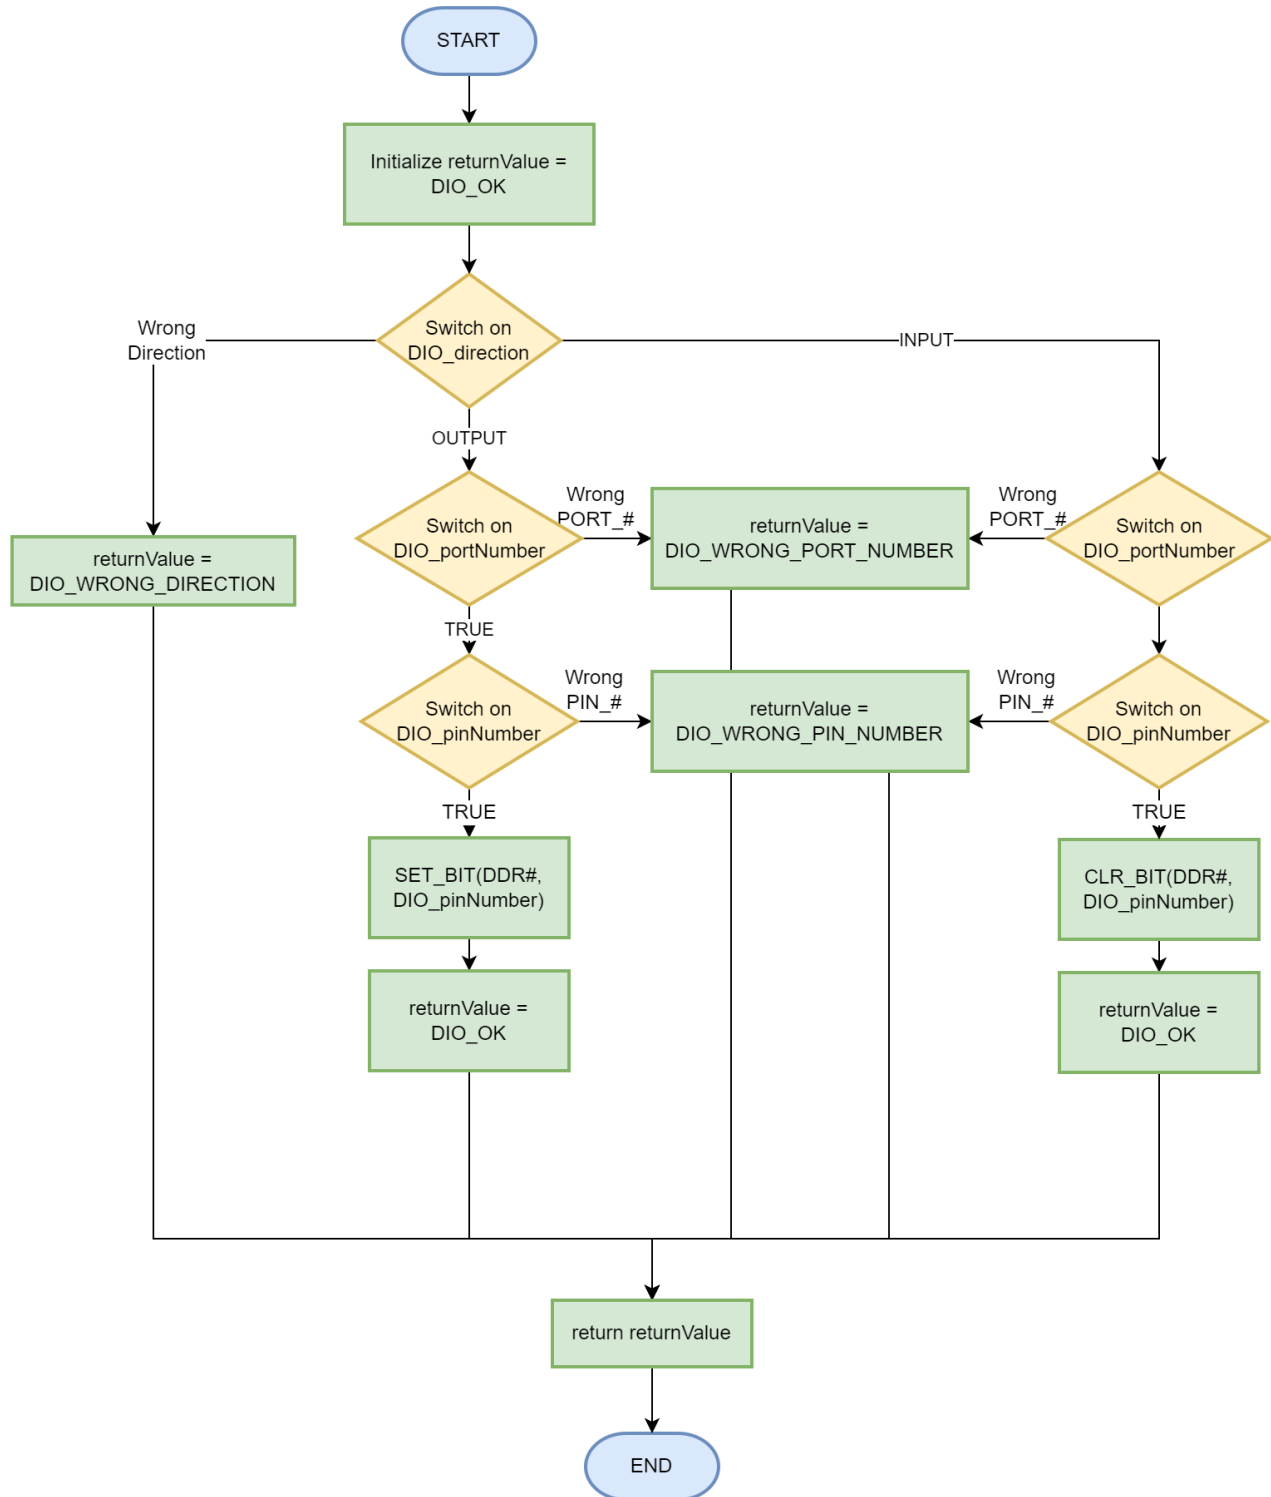 START
Initialize returnValue =
DIO_OK
Switch on
DIO_direction
Wrong
Direction
INPUT
OUTPUT
Switch on
DIO_portNumber
Wrong
PORT_#
returnValue =
DIO_WRONG_PORT_NUMBER
Wrong
PORT_#
Switch on
DIO_portNumber
returnValue =
DIO_WRONG_DIRECTION
TRUE
Switch on
DIO_pinNumber
Wrong
PIN_#
returnValue =
DIO_WRONG_PIN_NUMBER
Wrong
PIN_#
Switch on
DIO_pinNumber
TRUE
TRUE
SET_BIT(DDR#,
DIO_pinNumber)
CLR_BIT(DDR#,
DIO_pinNumber)
returnValue =
DIO_OK
returnValue =
DIO_OK
return returnValue
END